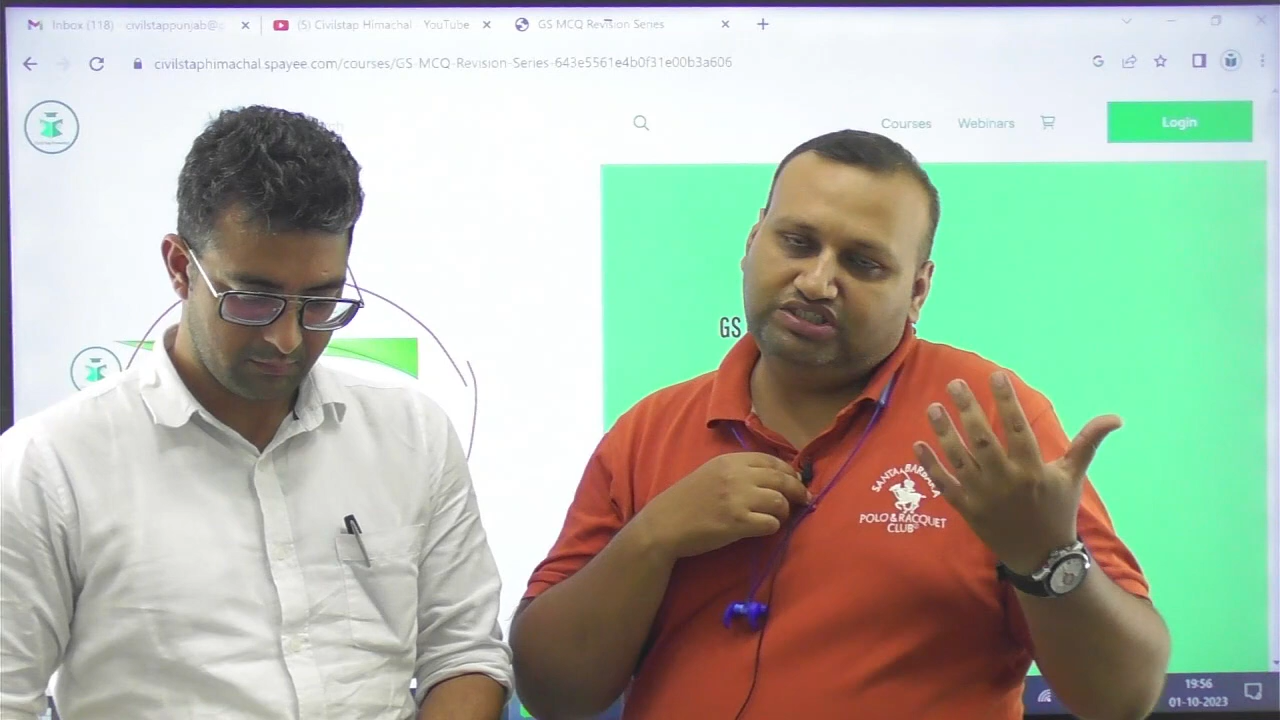 Inbox (118) - civilstappunjab@g
(5) Civilstap Himachal - YouTube
GS MCQ Revision Series
civilstaphimachal.spayee.com/courses/GS-MCQ-Revision-Series-643e5561e4b0f31e00b3a606
Courses
Webinars
Login
GS
SANTA BARBARA
POLO & RACQUET
CLUB
19:56
01-10-2023